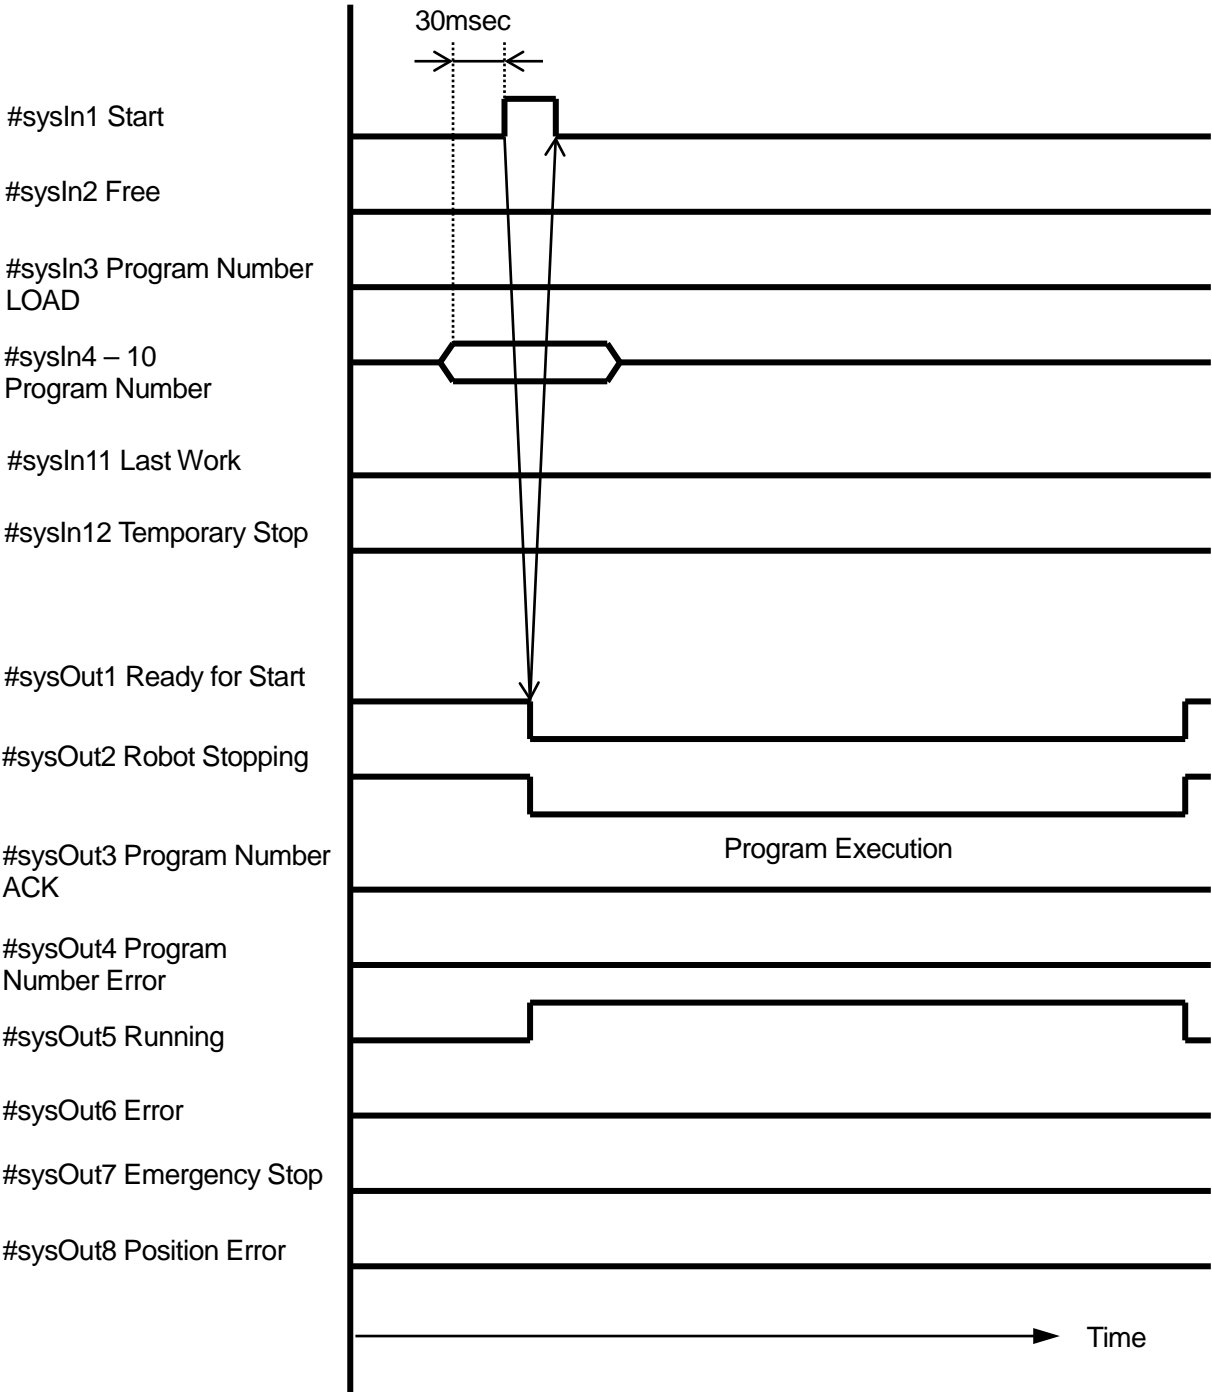 30msec
#sysIn1 Start
#sysIn2 Free
#sysIn3 Program Number
LOAD
#sysIn4 – 10
Program Number
#sysIn11 Last Work
#sysIn12 Temporary Stop
#sysOut1 Ready for Start
#sysOut2 Robot Stopping
Program Execution
#sysOut3 Program Number
ACK
#sysOut4 Program
Number Error
#sysOut5 Running
#sysOut6 Error
#sysOut7 Emergency Stop
#sysOut8 Position Error
Time